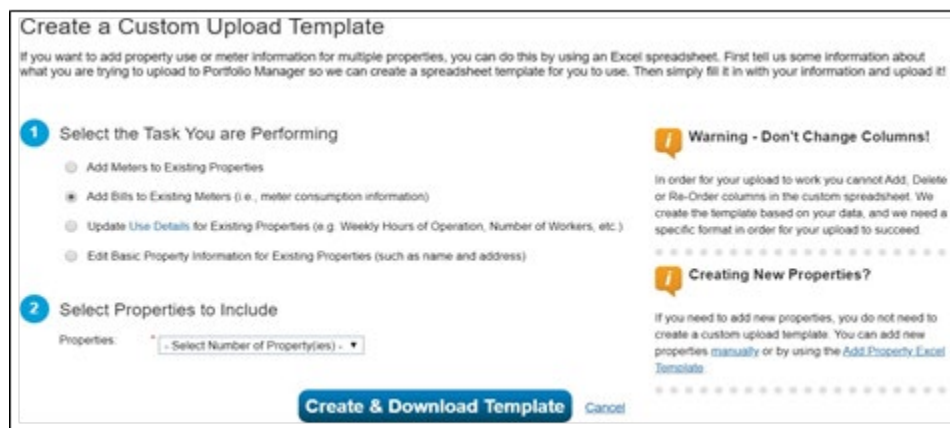 Create a Custom Upload Template
If you want to add property use or meter information for multiple properties, you can do this by using an Excel spreadsheet. First tell us some information about
what you are trying to upload to Portfolio Manager so we can create a spreadsheet template for you to use. Then simply fill it in with your information and upload it!
1 Select the Task You are Performing
Add Meters to Existing Properties
Add Bills to Existing Meters (i.e., meter consumption information)
Update Use Details for Existing Properties (e.g. Weekly Hours of Operation, Number of Workers, etc.)
Edit Basic Property Information for Existing Properties (such as name and address)
2 Select Properties to Include
Properties: * - Select Number of Property(ies) -
Create & Download Template Cancel
Warning - Don't Change Columns!
In order for your upload to work you cannot Add, Delete
or Re-Order columns in the custom spreadsheet. We
create the template based on your data, and we need a
specific format in order for your upload to succeed.
Creating New Properties?
If you need to add new properties, you do not need to
create a custom upload template. You can add new
properties manually or by using the Add Property Excel
Template